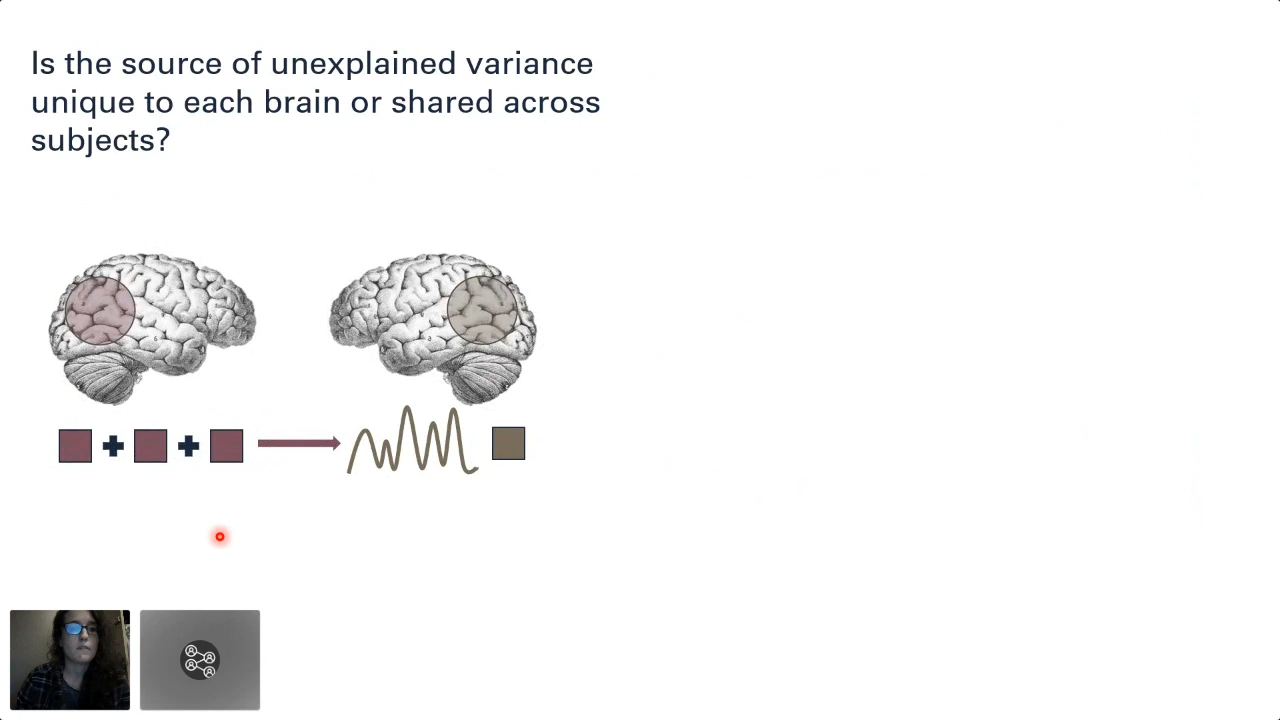 Is the source of unexplained variance
unique to each brain or shared across
subjects?